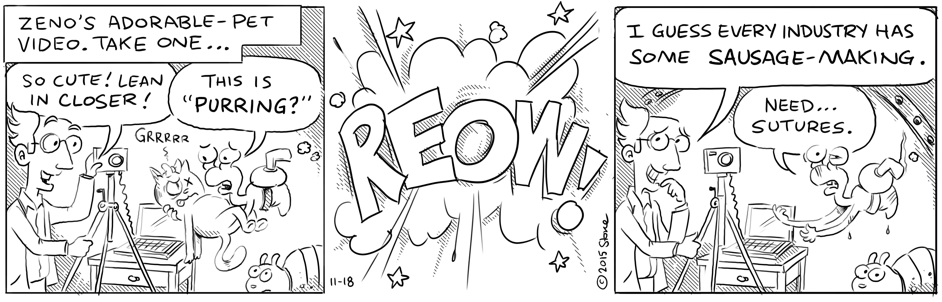 ZENO'S ADORABLE-PET
VIDEO. TAKE ONE...
SO CUTE! LEAN
IN CLOSER!
THIS IS
"PURRING?"
GRRRRR
REOW!
11-18
©2015 Stone
I GUESS EVERY INDUSTRY HAS
SOME SAUSAGE-MAKING.
NEED...
SUTURES.